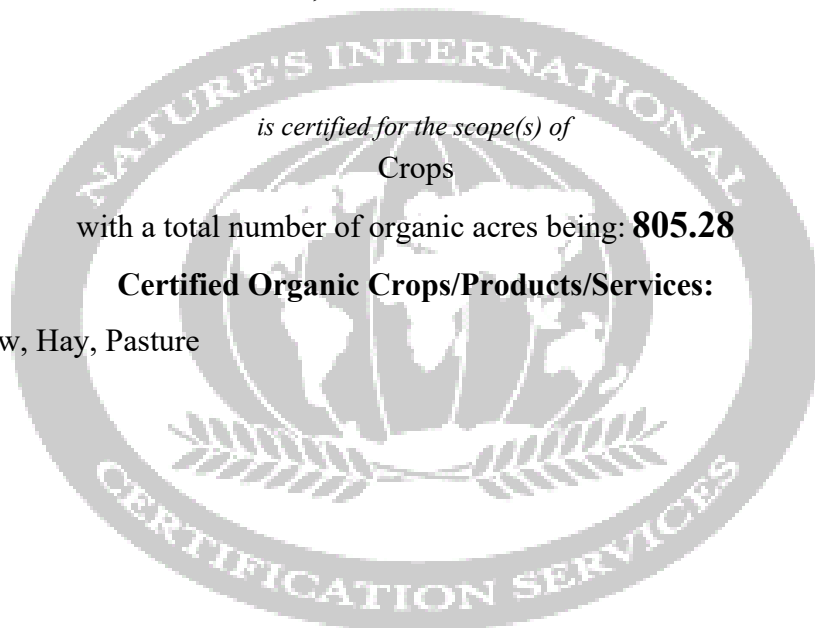 NATURE'S INTERNATIONAL
is certified for the scope(s) of
Crops
with a total number of organic acres being: 805.28
Certified Organic Crops/Products/Services:
w, Hay, Pasture
CERTIFICATION SERVICES